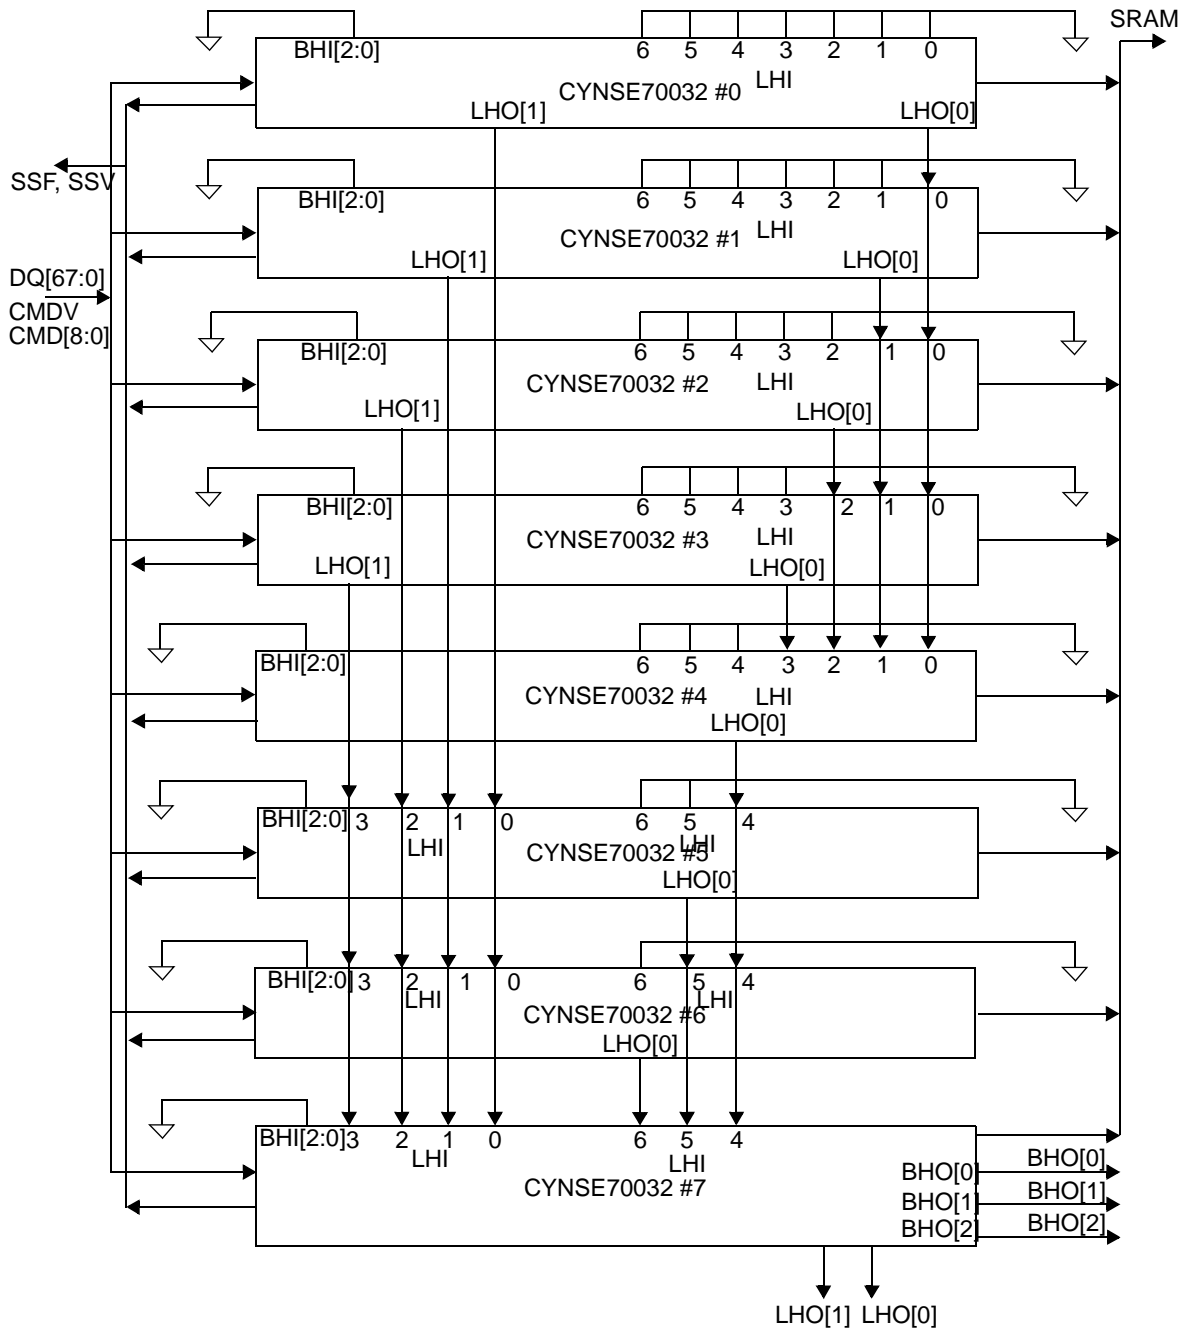 SRAM
BHI[2:0] 6 5 4 3 2 1 0
LHI
CYNSE70032 #0
LHO[1] LHO[0]
SSF, SSV
BHI[2:0] 6 5 4 3 2 1 0
LHI
CYNSE70032 #1
LHO[1] LHO[0]
DQ[67:0]
CMDV
CMD[8:0]
BHI[2:0] 6 5 4 3 2 1 0
LHI
CYNSE70032 #2
LHO[1] LHO[0]
BHI[2:0] 6 5 4 3 2 1 0
LHI
CYNSE70032 #3
LHO[1] LHO[0]
BHI[2:0] 6 5 4 3 2 1 0
LHI
CYNSE70032 #4
LHO[0]
BHI[2:0] 3 2 1 0 6 5 4
LHI LHI
CYNSE70032 #5
LHO[0]
BHI[2:0] 3 2 1 0 6 5 4
LHI LHI
CYNSE70032 #6
LHO[0]
BHI[2:0] 3 2 1 0 6 5 4
LHI LHI
CYNSE70032 #7
BHO[0] BHO[0]
BHO[1] BHO[1]
BHO[2] BHO[2]
LHO[1] LHO[0]